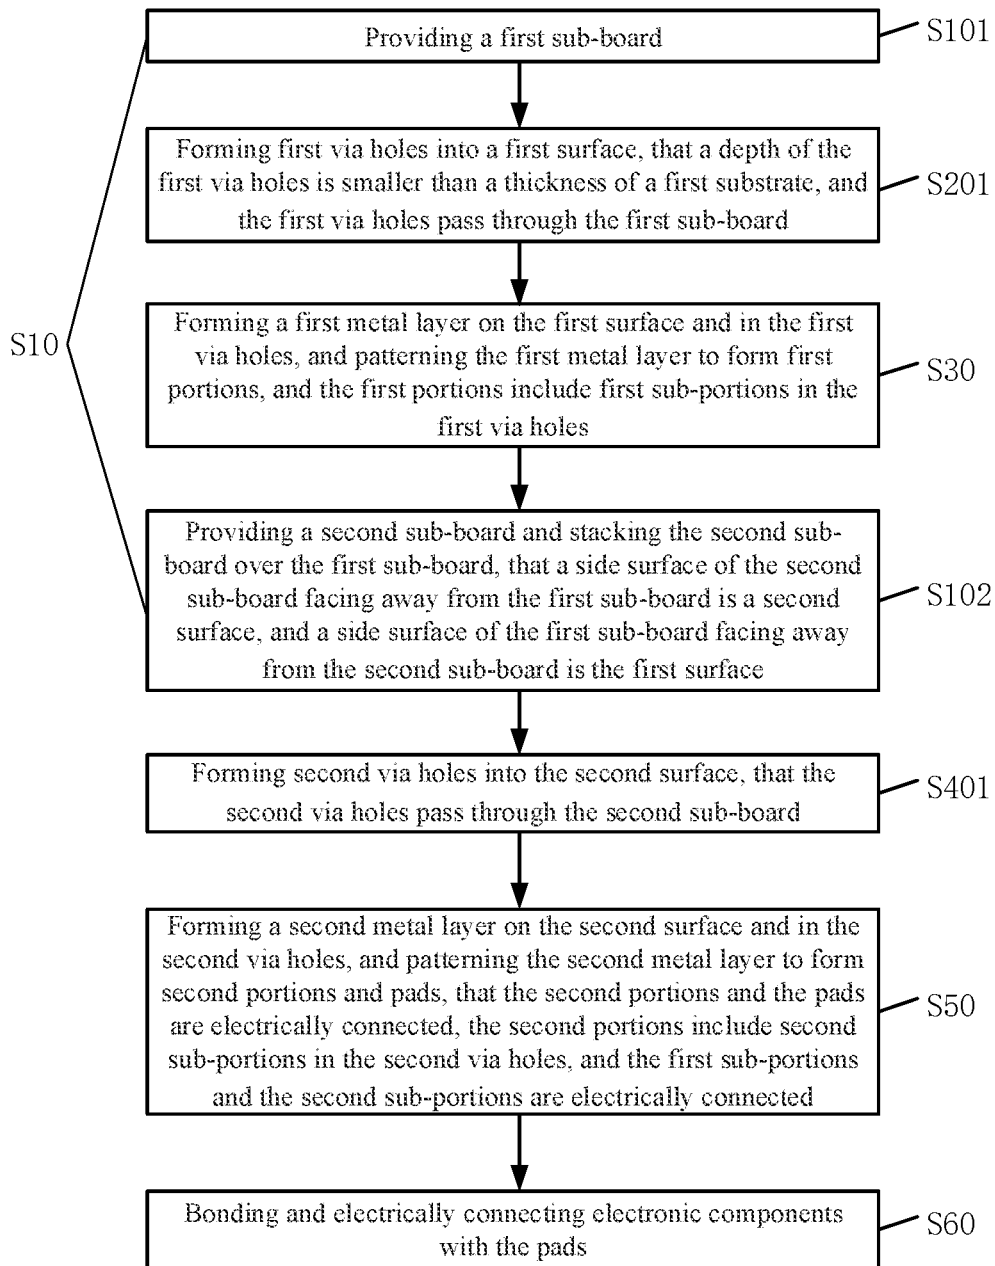 Providing a first sub-board
S101
Forming first via holes into a first surface, that a depth of the
first via holes is smaller than a thickness of a first substrate, and
the first via holes pass through the first sub-board
S201
Forming a first metal layer on the first surface and in the first
via holes, and patterning the first metal layer to form first
portions, and the first portions include first sub-portions in the
first via holes
S30
S10
Providing a second sub-board and stacking the second sub-
board over the first sub-board, that a side surface of the second
sub-board facing away from the first sub-board is a second
surface, and a side surface of the first sub-board facing away
from the second sub-board is the first surface
S102
Forming second via holes into the second surface, that the
second via holes pass through the second sub-board
S401
Forming a second metal layer on the second surface and in the
second via holes, and patterning the second metal layer to form
second portions and pads, that the second portions and the pads
are electrically connected, the second portions include second
sub-portions in the second via holes, and the first sub-portions
and the second sub-portions are electrically connected
S50
Bonding and electrically connecting electronic components
with the pads
S60